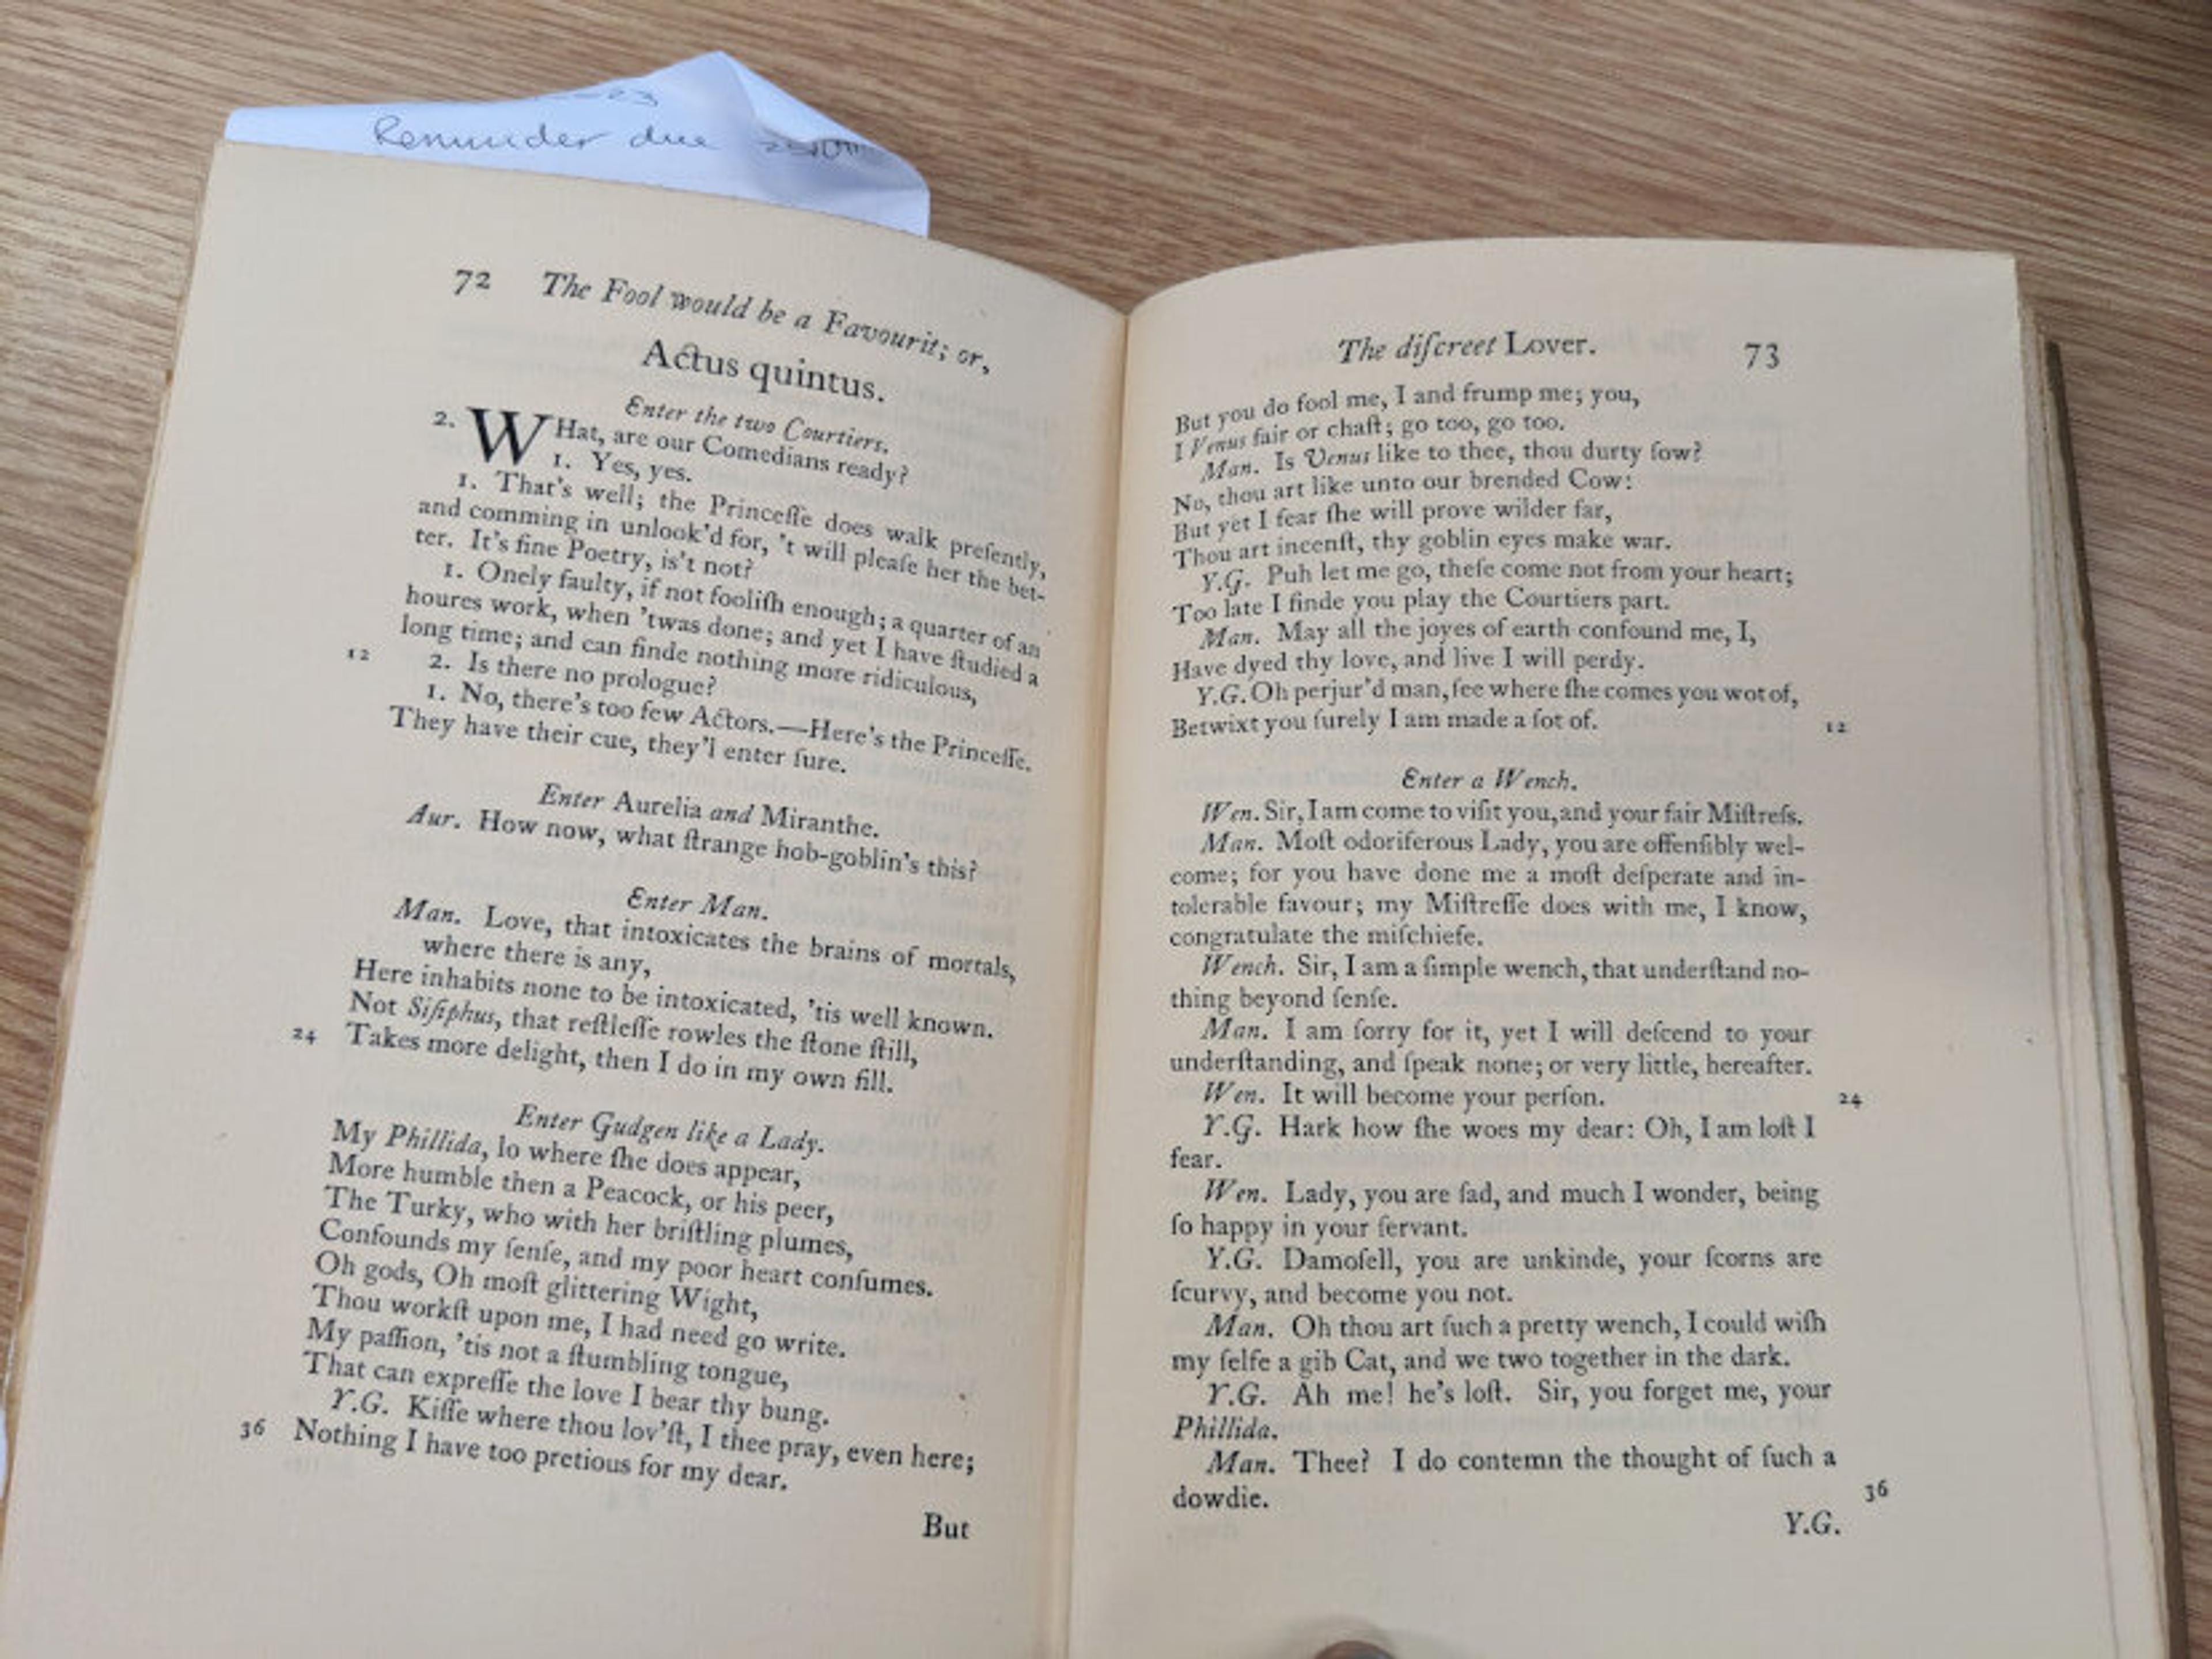 23
Reminder due
72 The Fool would be a Favourit; or,
Actus quintus.
Enter the two Courtiers.
2. WHat, are our Comedians ready?
1. Yes, yes.
1. That's well; the Princeſſe does walk preſently,
and comming in unlook'd for, 't will pleaſe her the bet-
ter. It's fine Poetry, is't not?
1. Onely faulty, if not fooliſh enough; a quarter of an
houres work, when 'twas done; and yet I have ſtudied a
long time; and can finde nothing more ridiculous,
12 2. Is there no prologue?
1. No, there's too few Actors.—Here's the Princeſſe.
They have their cue, they'l enter ſure.
Enter Aurelia and Miranthe.
Aur. How now, what ſtrange hob-goblin's this?
Enter Man.
Man. Love, that intoxicates the brains of mortals,
where there is any,
Here inhabits none to be intoxicated, 'tis well known.
Not Siſiphus, that reſtleſſe rowles the ſtone ſtill,
24 Takes more delight, then I do in my own fill.
Enter Gudgen like a Lady.
My Phillida, lo where ſhe does appear,
More humble then a Peacock, or his peer,
The Turky, who with her briſtling plumes,
Confounds my ſenſe, and my poor heart conſumes.
Oh gods, Oh moſt glittering Wight,
Thou workſt upon me, I had need go write.
My paſſion, 'tis not a ſtumbling tongue,
That can expreſſe the love I bear thy bung.
Y.G. Kiſſe where thou lov'ſt, I thee pray, even here;
36 Nothing I have too pretious for my dear.
But
The diſcreet Lover. 73
But you do fool me, I and frump me; you,
I Venus fair or chaſt; go too, go too.
Man. Is Venus like to thee, thou durty ſow?
No, thou art like unto our brended Cow:
But yet I fear ſhe will prove wilder far,
Thou art incenſt, thy goblin eyes make war.
Y.G. Puh let me go, theſe come not from your heart;
Too late I finde you play the Courtiers part.
Man. May all the joyes of earth confound me, I,
Have dyed thy love, and live I will perdy.
Y.G. Oh perjur'd man, ſee where ſhe comes you wot of,
Betwixt you ſurely I am made a ſot of. 12
Enter a Wench.
Wen. Sir, I am come to viſit you, and your fair Miſtreſs.
Man. Moſt odoriferous Lady, you are offenſibly wel-
come; for you have done me a moſt deſperate and in-
tolerable favour; my Miſtreſſe does with me, I know,
congratulate the miſchiefe.
Wench. Sir, I am a ſimple wench, that underſtand no-
thing beyond ſenſe.
Man. I am ſorry for it, yet I will deſcend to your
underſtanding, and ſpeak none; or very little, hereafter.
Wen. It will become your perſon. 24
Y.G. Hark how ſhe woes my dear: Oh, I am loſt I
fear.
Wen. Lady, you are ſad, and much I wonder, being
ſo happy in your ſervant.
Y.G. Damoſell, you are unkinde, your ſcorns are
ſcurvy, and become you not.
Man. Oh thou art ſuch a pretty wench, I could wiſh
my ſelfe a gib Cat, and we two together in the dark.
Y.G. Ah me! he's loſt. Sir, you forget me, your
Phillida.
Man. Thee? I do contemn the thought of ſuch a
dowdie. 36
Y.G.